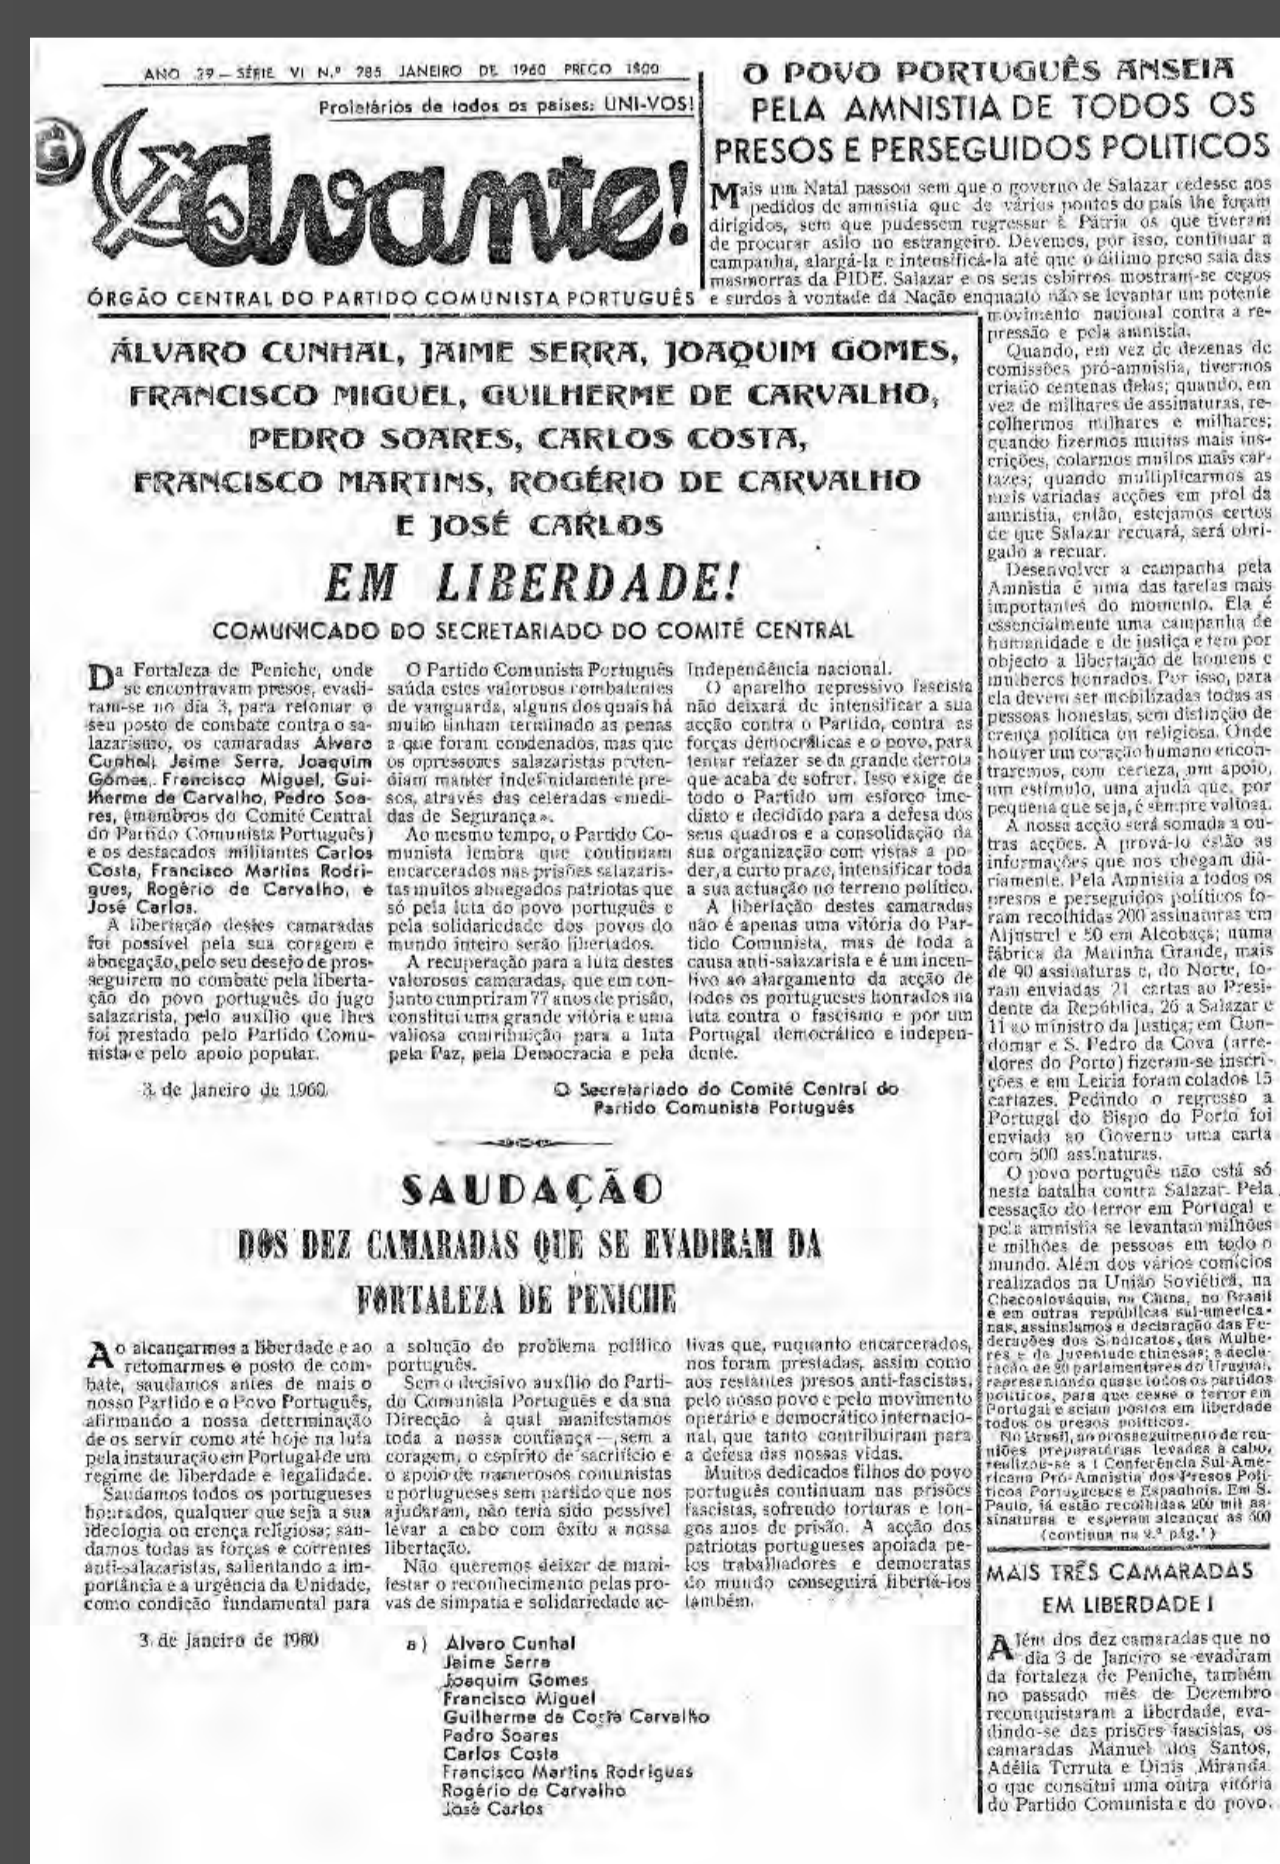 ANO 29 — SÉRIE VI N.º 285 JANEIRO DE 1960 PREÇO 1$00
Proletários de todos os países: UNI-VOS!
Avante!
ÓRGÃO CENTRAL DO PARTIDO COMUNISTA PORTUGUÊS
ÁLVARO CUNHAL, JAIME SERRA, JOAQUIM GOMES,
FRANCISCO MIGUEL, GUILHERME DE CARVALHO,
PEDRO SOARES, CARLOS COSTA,
FRANCISCO MARTINS, ROGÉRIO DE CARVALHO
E JOSÉ CARLOS
EM LIBERDADE!
COMUNICADO DO SECRETARIADO DO COMITÉ CENTRAL
Da Fortaleza de Peniche, onde
se encontravam presos, evadi-
ram-se no dia 3, para retomar o
seu posto de combate contra o sa-
lazarismo, os camaradas Álvaro
Cunhal, Jaime Serra, Joaquim
Gomes, Francisco Miguel, Gui-
lherme de Carvalho, Pedro Soa-
res, (membros do Comité Central
do Partido Comunista Português)
e os destacados militantes Carlos
Costa, Francisco Martins Rodri-
gues, Rogério de Carvalho, e
José Carlos.
A libertação destes camaradas
foi possível pela sua coragem e
abnegação, pelo seu desejo de pros-
seguirem no combate pela liberta-
ção do povo português do jugo
salazarista, pelo auxílio que lhes
foi prestado pelo Partido Comu-
nista e pelo apoio popular.
O Partido Comunista Português
saúda estes valorosos combatentes
de vanguarda, alguns dos quais há
muito tinham terminado as penas
a que foram condenados, mas que
os opressores salazaristas preten-
diam manter indefinidamente pre-
sos, através das celeradas «medi-
das de Segurança».
Ao mesmo tempo, o Partido Co-
munista lembra que continuam
encarcerados nas prisões salazaris-
tas muitos abnegados patriotas que
só pela luta do povo português e
pela solidariedade dos povos do
mundo inteiro serão libertados.
A recuperação para a luta destes
valorosos camaradas, que em con-
junto cumpriram 77 anos de prisão,
constitui uma grande vitória e uma
valiosa contribuição para a luta
pela Paz, pela Democracia e pela
Independência nacional.
O aparelho repressivo fascista
não deixará de intensificar a sua
acção contra o Partido, contra as
forças democráticas e o povo, para
tentar refazer se da grande derrota
que acaba de sofrer. Isso exige de
todo o Partido um esforço ime-
diato e decidido para a defesa dos
seus quadros e a consolidação da
sua organização com vistas a po-
der, a curto prazo, intensificar toda
a sua actuação no terreno político.
A libertação destes camaradas
não é apenas uma vitória do Par-
tido Comunista, mas de toda a
causa anti-salazarista e é um incen-
tivo ao alargamento da acção de
todos os portugueses honrados na
luta contra o fascismo e por um
Portugal democrático e indepen-
dente.
3 de Janeiro de 1960
O Secretariado do Comité Central do
Partido Comunista Português
SAUDAÇÃO
DOS DEZ CAMARADAS QUE SE EVADIRAM DA
FORTALEZA DE PENICHE
Ao alcançarmos a liberdade e ao
retomarmos o posto de com-
bate, saudamos antes de mais o
nosso Partido e o Povo Português,
afirmando a nossa determinação
de os servir como até hoje na luta
pela instauração em Portugal de um
regime de liberdade e legalidade.
Saudamos todos os portugueses
honrados, qualquer que seja a sua
ideologia ou crença religiosa; sau-
damos todas as forças e correntes
anti-salazaristas, salientando a im-
portância e a urgência da Unidade,
como condição fundamental para
a solução do problema político
português.
Sem o decisivo auxílio do Parti-
do Comunista Português e da sua
Direcção à qual manifestamos
toda a nossa confiança — sem a
coragem, o espírito de sacrifício e
o apoio de numerosos comunistas
e portugueses sem partido que nos
ajudaram, não teria sido possível
levar a cabo com êxito a nossa
libertação.
Não queremos deixar de mani-
festar o reconhecimento pelas pro-
vas de simpatia e solidariedade ac-
tivas que, enquanto encarcerados,
nos foram prestadas, assim como
aos restantes presos anti-fascistas,
pelo nosso povo e pelo movimento
operário e democrático internacio-
nal, que tanto contribuiram para
a defesa das nossas vidas.
Muitos dedicados filhos do povo
português continuam nas prisões
fascistas, sofrendo torturas e lon-
gos anos de prisão. A acção dos
patriotas portugueses apoiada pe-
los trabalhadores e democratas
do mundo conseguirá libertá-los
também.
3 de Janeiro de 1960
a) Álvaro Cunhal
Jaime Serra
Joaquim Gomes
Francisco Miguel
Guilherme da Costa Carvalho
Pedro Soares
Carlos Costa
Francisco Martins Rodrigues
Rogério de Carvalho
José Carlos
O POVO PORTUGUÊS ANSEIA
PELA AMNISTIA DE TODOS OS
PRESOS E PERSEGUIDOS POLITICOS
Mais um Natal passou sem que o governo de Salazar cedesse aos
pedidos de amnistia que de vários pontos do país lhe foram
dirigidos, sem que pudessem regressar à Pátria os que tiveram
de procurar asilo no estrangeiro. Devemos, por isso, continuar a
campanha, alargá-la e intensificá-la até que o último preso saia das
masmorras da PIDE. Salazar e os seus esbirros mostram-se cegos
e surdos à vontade da Nação enquanto não se levantar um potente
movimento nacional contra a re-
pressão e pela amnistia.
Quando, em vez de dezenas de
comissões pró-amnistia, tivermos
criado centenas delas; quando, em
vez de milhares de assinaturas, re-
colhermos milhares e milhares;
quando fizermos muitas mais ins-
crições, colarmos muitos mais car-
tazes; quando multiplicarmos as
mais variadas acções em prol da
amnistia, então, estejamos certos
de que Salazar recuará, será obri-
gado a recuar.
Desenvolver a campanha pela
Amnistia é uma das tarefas mais
importantes do momento. Ela é
essencialmente uma campanha de
humanidade e de justiça e tem por
objecto a libertação de homens e
mulheres honrados. Por isso, para
ela devem ser mobilizadas todas as
pessoas honestas, sem distinção de
crença política ou religiosa. Onde
houver um coração humano encon-
traremos, com certeza, um apoio,
um estímulo, uma ajuda que, por
pequena que seja, é sempre valiosa.
A nossa acção será somada a ou-
tras acções. A prová-lo estão as
informações que nos chegam dià-
riamente. Pela Amnistia a todos os
presos e perseguidos políticos fo-
ram recolhidas 200 assinaturas em
Aljustrel e 50 em Alcobaça; numa
fábrica da Marinha Grande, mais
de 90 assinaturas e, do Norte, fo-
ram enviadas 21 cartas ao Presi-
dente da República, 26 a Salazar e
11 ao ministro da Justiça; em Gon-
domar e S. Pedro da Cova (arre-
dores do Porto) fizeram-se inscri-
ções e em Leiria foram colados 15
cartazes. Pedindo o regresso a
Portugal do Bispo do Porto foi
enviada ao Governo uma carta
com 500 assinaturas.
O povo português não está só
nesta batalha contra Salazar. Pela
cessação do terror em Portugal e
pela amnistia se levantam milhões
e milhões de pessoas em todo o
mundo. Além dos vários comícios
realizados na União Soviética, na
Checoslováquia, na China, no Brasil
e em outras repúblicas sul-america-
nas, assinalamos a declaração das Fe-
derações dos Sindicatos, das Mulhe-
res e da Juventude chinesas; a decla-
ração de 90 parlamentares do Uruguai,
representando quase todos os partidos
políticos, para que cesse o terror em
Portugal e sejam postos em liberdade
todos os presos políticos.
No Brasil, no prosseguimento de reu-
niões preparatórias levadas a cabo,
realizou-se a I Conferência Sul-Ame-
ricana Pró-Amnistia dos Presos Polí-
ticos Portugueses e Espanhois. Em S.
Paulo, já estão recolhidas 200 mil as-
sinaturas e esperam alcançar as 500
(continua na 2.ª pág.)
MAIS TRÊS CAMARADAS
EM LIBERDADE!
Além dos dez camaradas que no
dia 3 de Janeiro se evadiram
da fortaleza de Peniche, também
no passado mês de Dezembro
reconquistaram a liberdade, eva-
dindo-se das prisões fascistas, os
camaradas Manuel dos Santos,
Adélia Terruta e Dinis Miranda
o que constitui uma outra vitória
do Partido Comunista e do povo.